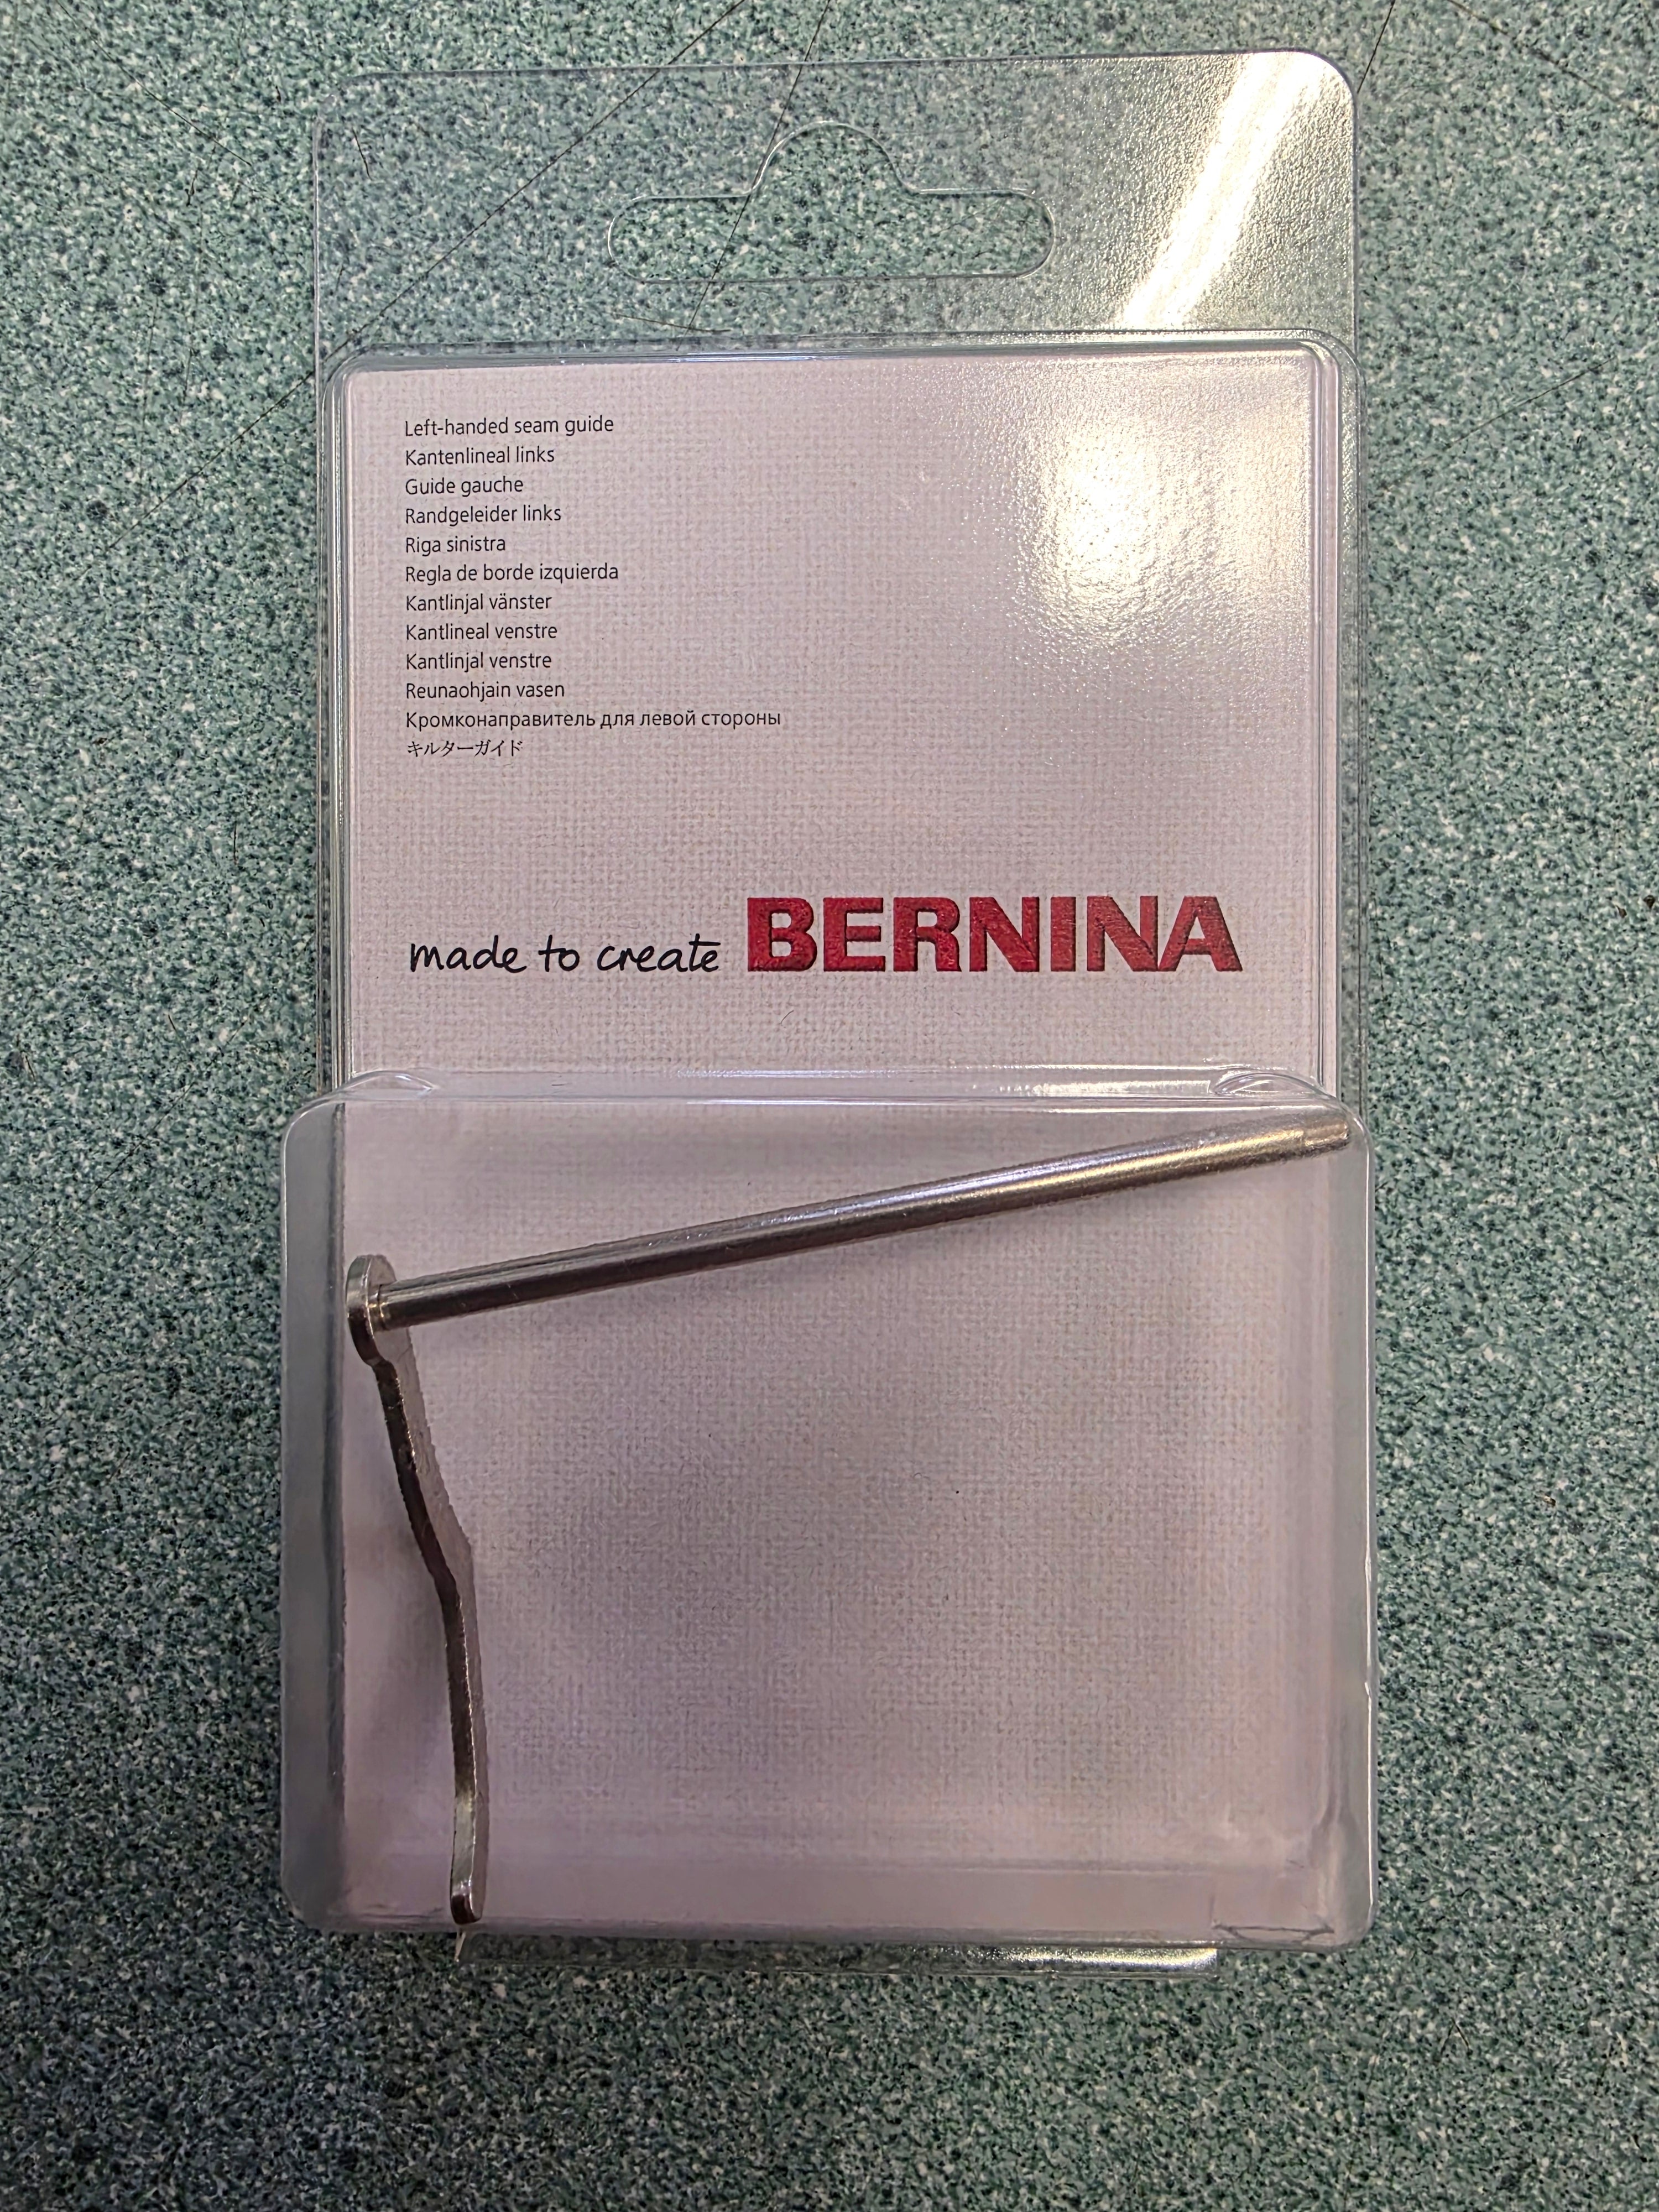 Left-handed seam guide
Kantenlineal links
Guide gauche
Randgeleider links
Riga sinistra
Regla de borde izquierda
Kantlinjal vänster
Kantlineal venstre
Kantlinjal venstre
Reunaohjain vasen
Кромконаправитель для левой стороны
キルターガイド
made to create BERNINA